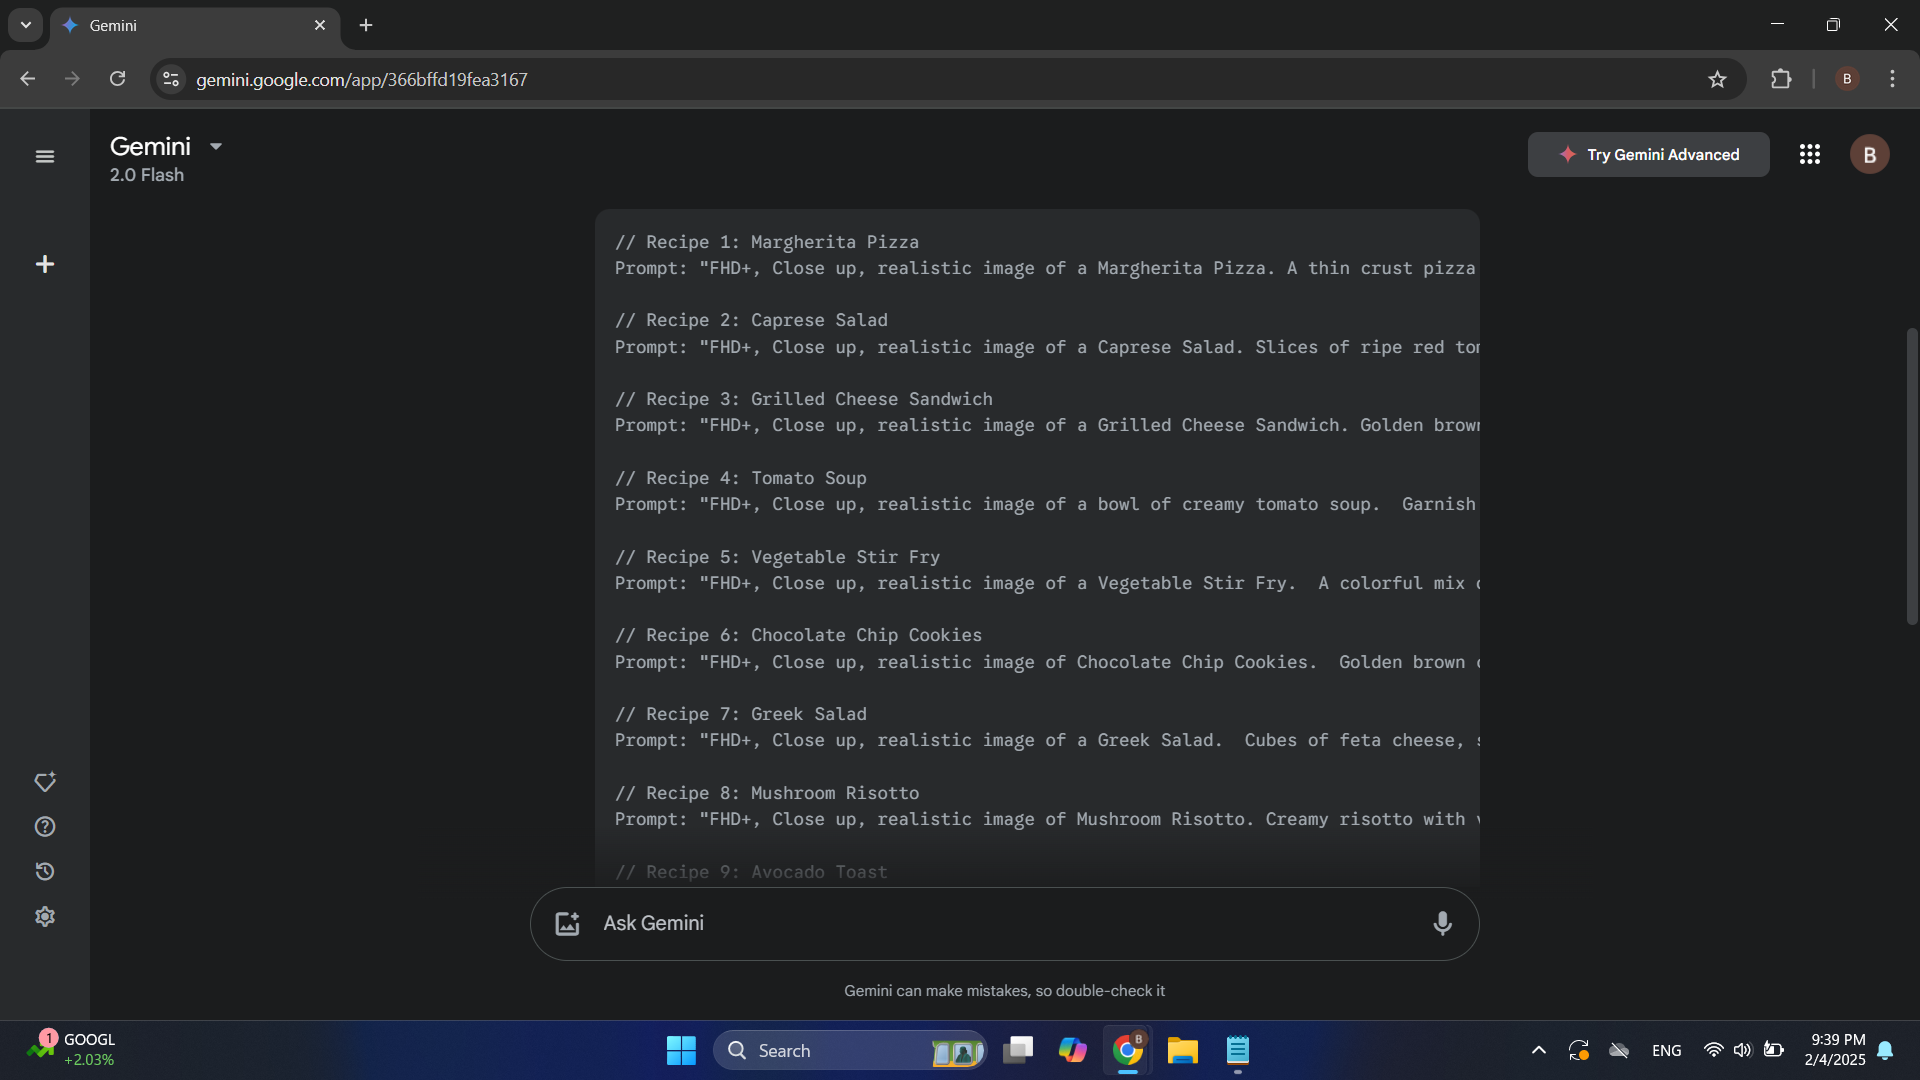 Gemini
gemini.google.com/app/366bffd19fea3167
B
Gemini
2.0 Flash
Try Gemini Advanced
B
// Recipe 1: Margherita Pizza
Prompt: "FHD+, Close up, realistic image of a Margherita Pizza. A thin crust pizza
// Recipe 2: Caprese Salad
Prompt: "FHD+, Close up, realistic image of a Caprese Salad. Slices of ripe red
// Recipe 3: Grilled Cheese Sandwich
Prompt: "FHD+, Close up, realistic image of a Grilled Cheese Sandwich. Golden brown
// Recipe 4: Tomato Soup
Prompt: "FHD+, Close up, realistic image of a bowl of creamy tomato soup.  Garnish
// Recipe 5: Vegetable Stir Fry
Prompt: "FHD+, Close up, realistic image of a Vegetable Stir Fry.  A colorful mix
// Recipe 6: Chocolate Chip Cookies
Prompt: "FHD+, Close up, realistic image of Chocolate Chip Cookies.  Golden brown
// Recipe 7: Greek Salad
Prompt: "FHD+, Close up, realistic image of a Greek Salad.  Cubes of feta cheese,
// Recipe 8: Mushroom Risotto
Prompt: "FHD+, Close up, realistic image of Mushroom Risotto. Creamy risotto with
// Recipe 9: Avocado Toast
Ask Gemini
Gemini can make mistakes, so double-check it
1
GOOGL
+2.03%
Search
B
ENG
9:39 PM
2/4/2025